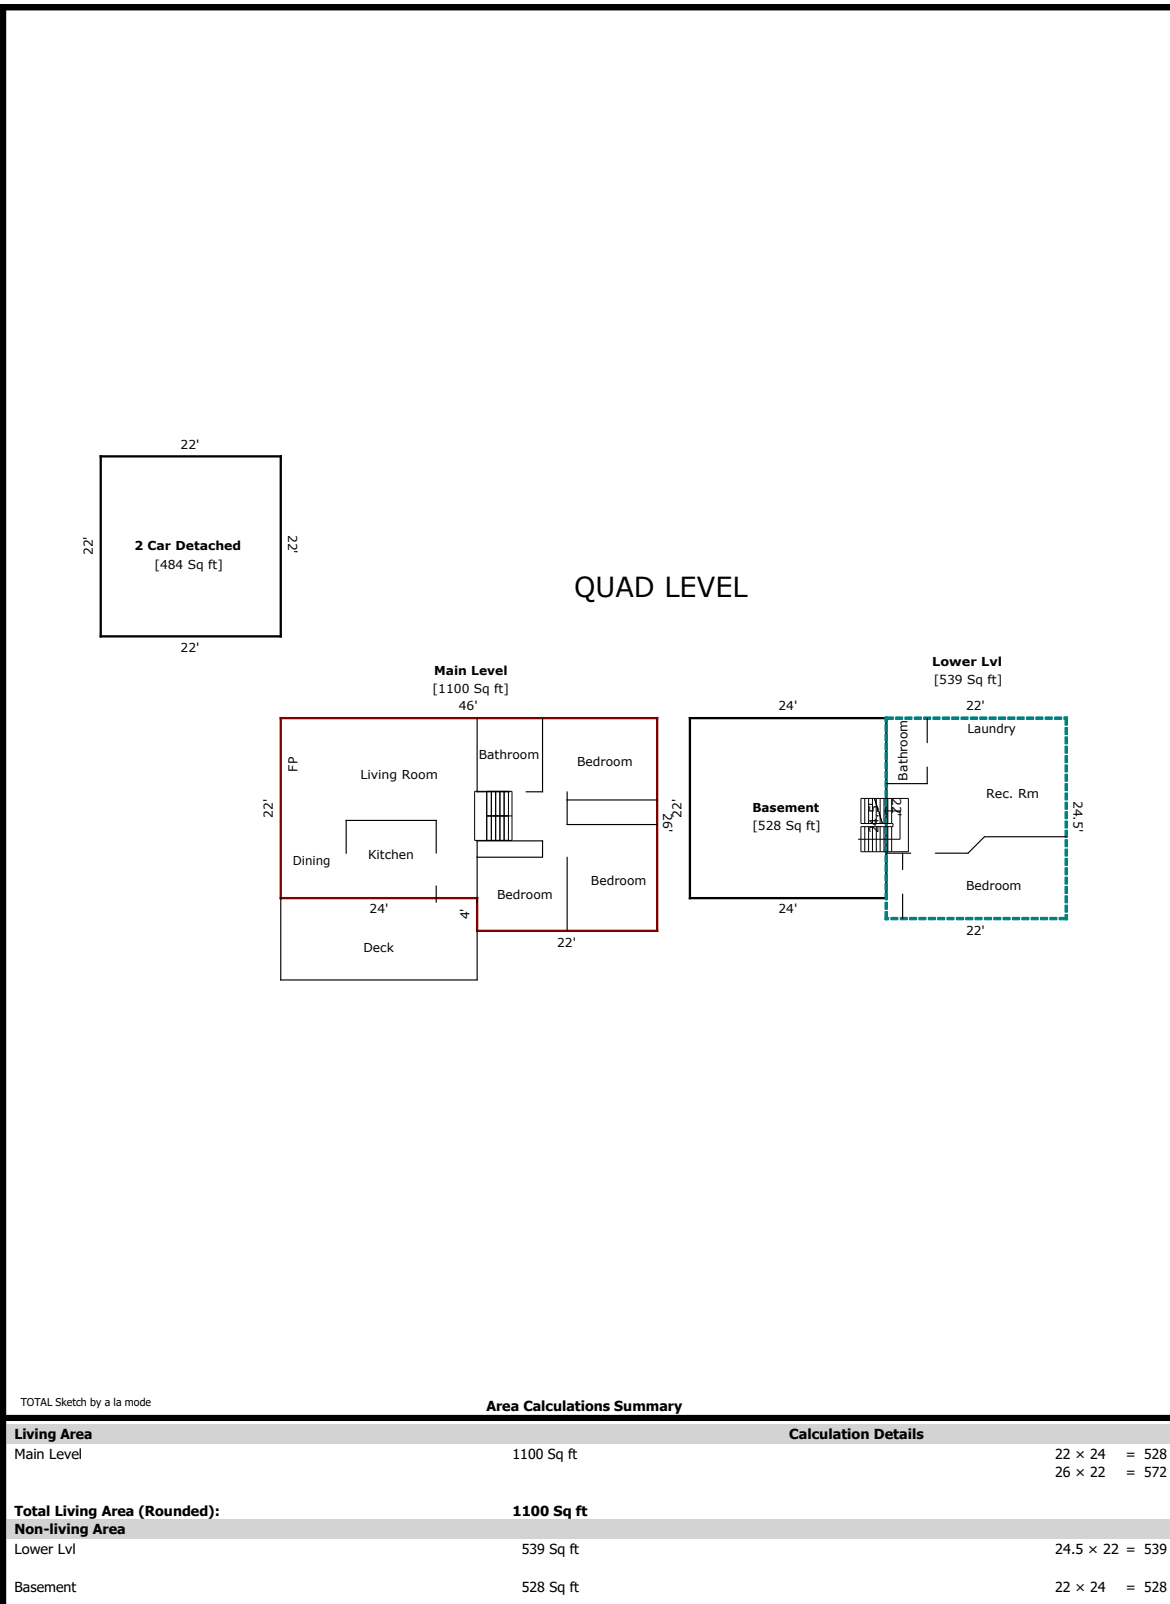 22'
22'
2 Car Detached
[484 Sq ft]
22'
22'
QUAD LEVEL
Main Level
[1100 Sq ft]
46'
Lower Lvl
[539 Sq ft]
24'
22'
FP
Living Room
Bathroom
Bedroom
22'
Dining
Kitchen
24'
4'
Bedroom
Bedroom
26'
22'
Deck
22'
Basement
[528 Sq ft]
24'
Bathroom
Laundry
Rec. Rm
24.5'
22'
24.5'
Bedroom
22'
TOTAL Sketch by a la mode
Area Calculations Summary
Living Area Calculation Details
Main Level 1100 Sq ft 22 × 24 = 528
26 × 22 = 572
Total Living Area (Rounded): 1100 Sq ft
Non-living Area
Lower Lvl 539 Sq ft 24.5 × 22 = 539
Basement 528 Sq ft 22 × 24 = 528